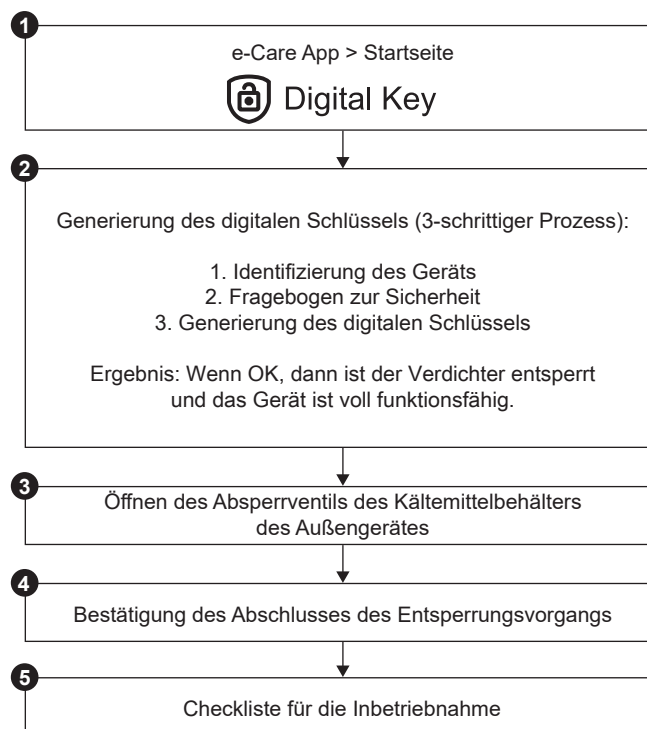 1
e-Care App > Startseite
Digital Key
2
Generierung des digitalen Schlüssels (3-schrittiger Prozess):
1. Identifizierung des Geräts
2. Fragebogen zur Sicherheit
3. Generierung des digitalen Schlüssels
Ergebnis: Wenn OK, dann ist der Verdichter entsperrt
und das Gerät ist voll funktionsfähig.
3
Öffnen des Absperrventils des Kältemittelbehälters
des Außengerätes
4
Bestätigung des Abschlusses des Entsperrungsvorgangs
5
Checkliste für die Inbetriebnahme